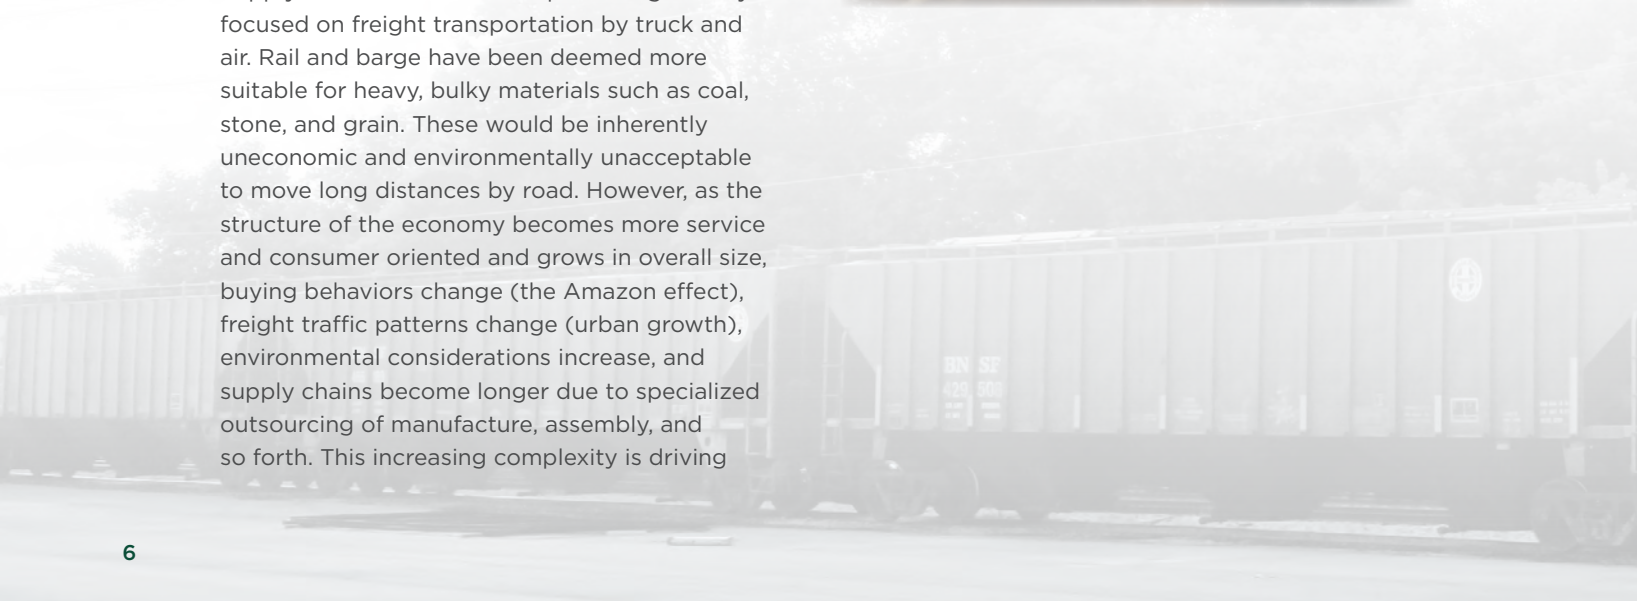 focused on freight transportation by truck and
air. Rail and barge have been deemed more
suitable for heavy, bulky materials such as coal,
stone, and grain. These would be inherently
uneconomic and environmentally unacceptable
to move long distances by road. However, as the
structure of the economy becomes more service
and consumer oriented and grows in overall size,
buying behaviors change (the Amazon effect),
freight traffic patterns change (urban growth),
environmental considerations increase, and
supply chains become longer due to specialized
outsourcing of manufacture, assembly, and
so forth. This increasing complexity is driving
BN SF
6